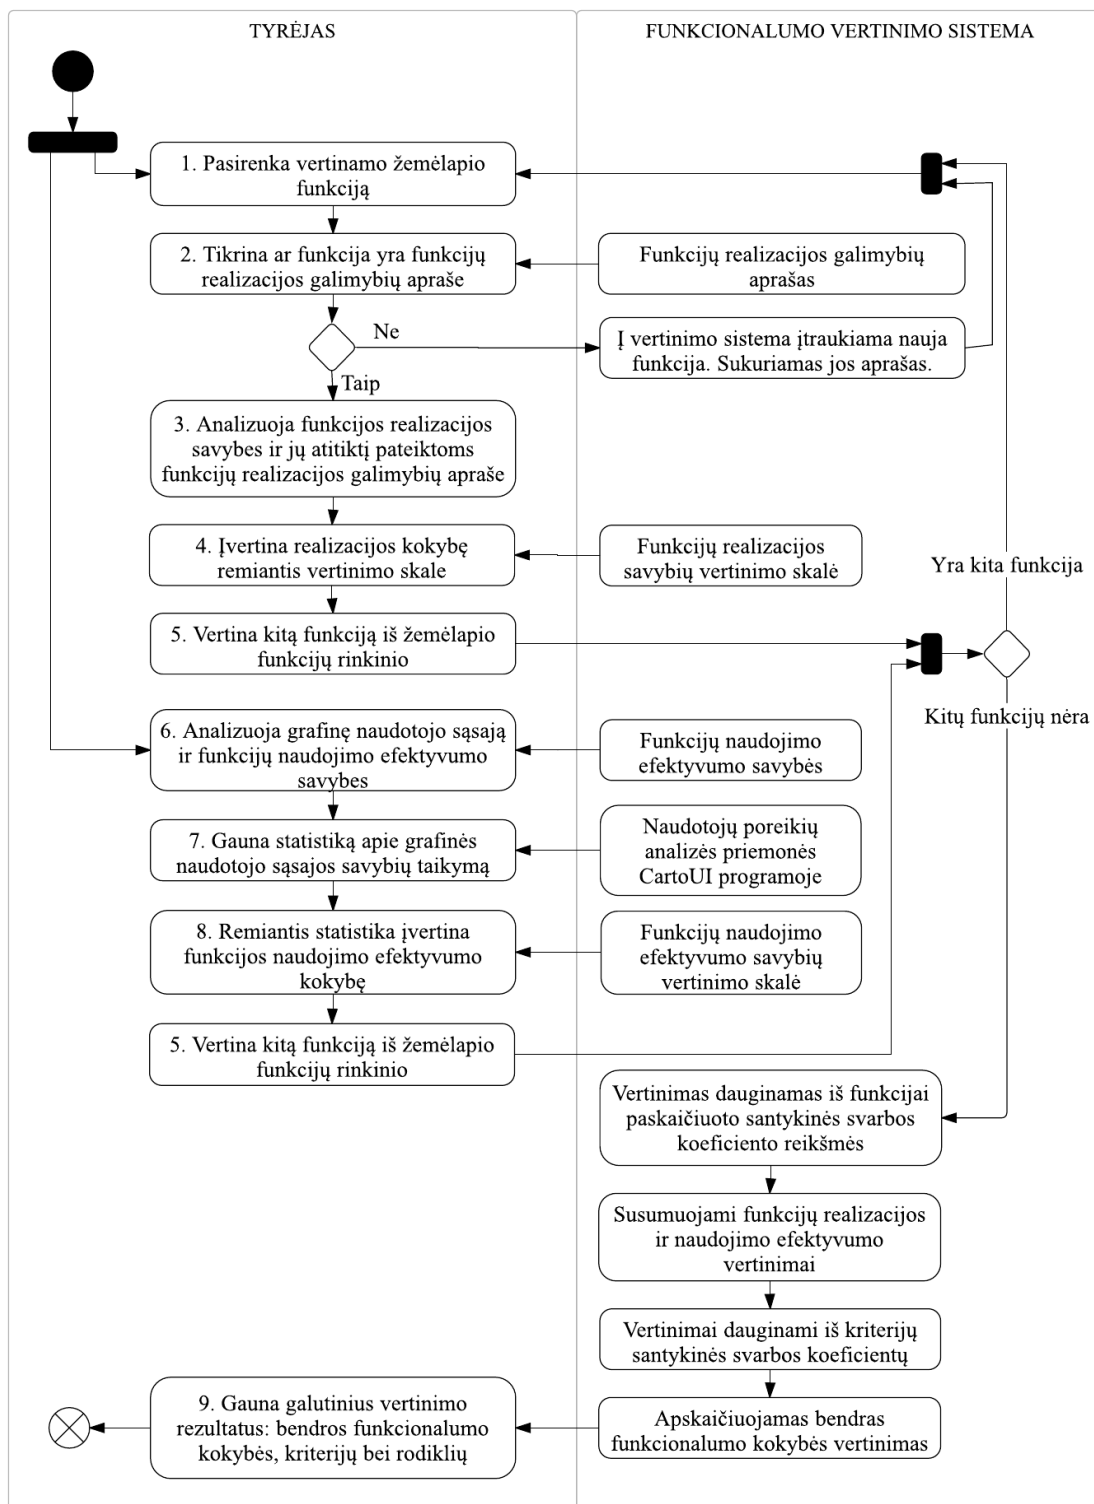 TYRĖJAS
FUNKCIONALUMO VERTINIMO SISTEMA
1. Pasirenka vertinamo žemėlapio
funkciją
2. Tikrina ar funkcija yra funkcijų
realizacijos galimybių apraše
Funkcijų realizacijos galimybių
aprašas
Ne
Į vertinimo sistema įtraukiama nauja
funkcija. Sukuriamas jos aprašas.
Taip
3. Analizuoja funkcijos realizacijos
savybes ir jų atitiktį pateiktoms
funkcijų realizacijos galimybių apraše
4. Įvertina realizacijos kokybę
remiantis vertinimo skale
Funkcijų realizacijos
savybių vertinimo skalė
Yra kita funkcija
5. Vertina kitą funkciją iš žemėlapio
funkcijų rinkinio
Kitų funkcijų nėra
6. Analizuoja grafinę naudotojo sąsają
ir funkcijų naudojimo efektyvumo
savybes
Funkcijų naudojimo
efektyvumo savybės
7. Gauna statistiką apie grafinės
naudotojo sąsajos savybių taikymą
Naudotojų poreikių
analizės priemonės
CartoUI programoje
8. Remiantis statistika įvertina
funkcijos naudojimo efektyvumo
kokybę
Funkcijų naudojimo
efektyvumo savybių
vertinimo skalė
5. Vertina kitą funkciją iš žemėlapio
funkcijų rinkinio
Vertinimas dauginamas iš funkcijai
paskaičiuoto santykinės svarbos
koeficiento reikšmės
Susumuojami funkcijų realizacijos
ir naudojimo efektyvumo
vertinimai
Vertinimai dauginami iš kriterijų
santykinės svarbos koeficientų
9. Gauna galutinius vertinimo
rezultatus: bendros funkcionalumo
kokybės, kriterijų bei rodiklių
Apskaičiuojamas bendras
funkcionalumo kokybės vertinimas